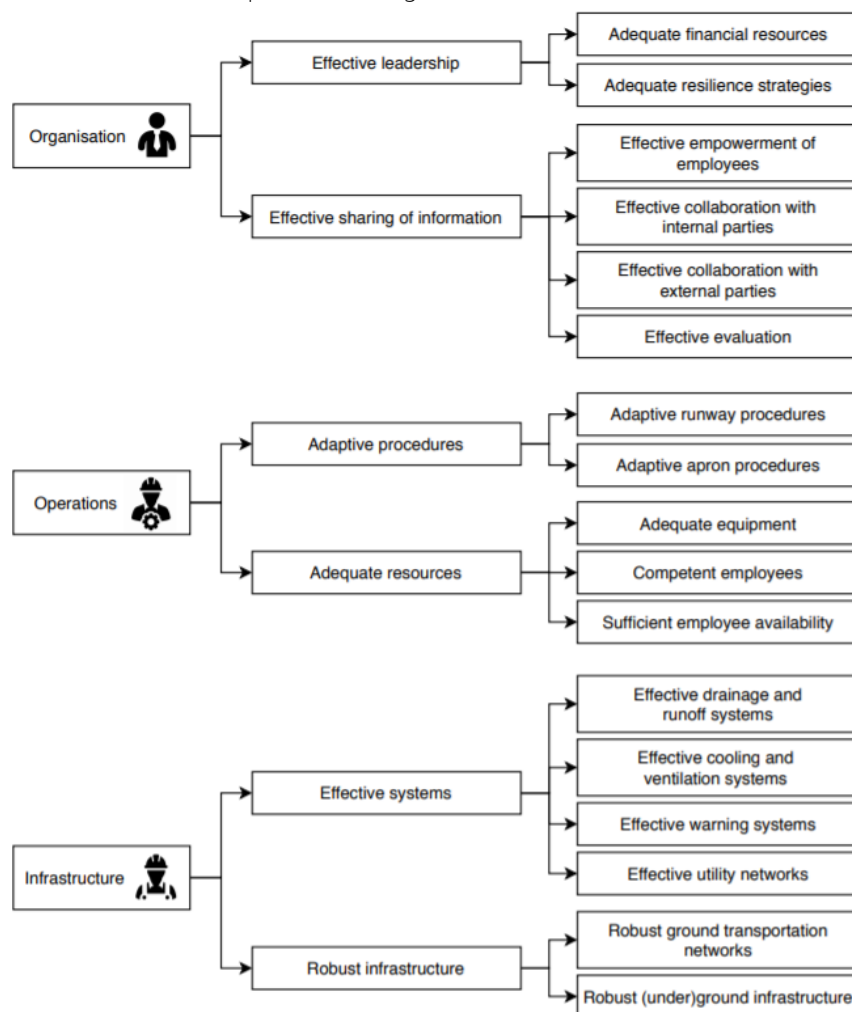 Organisation
Effective leadership
Adequate financial resources
Adequate resilience strategies
Effective sharing of information
Effective empowerment of
employees
Effective collaboration with
internal parties
Effective collaboration with
external parties
Effective evaluation
Operations
Adaptive procedures
Adaptive runway procedures
Adaptive apron procedures
Adequate resources
Adequate equipment
Competent employees
Sufficient employee availability
Infrastructure
Effective systems
Effective drainage and
runoff systems
Effective cooling and
ventilation systems
Effective warning systems
Effective utility networks
Robust infrastructure
Robust ground transportation
networks
Robust (under)ground infrastructure